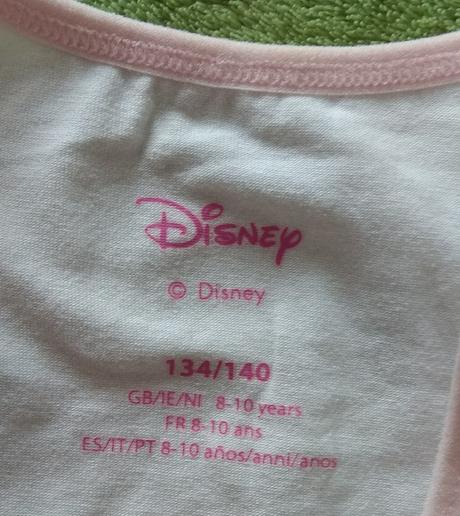 Disney
© Disney
134/140
GB/IE/NI 8-10 years
FR 8-10 ans
ES/IT/PT 8-10 años/anni/anos